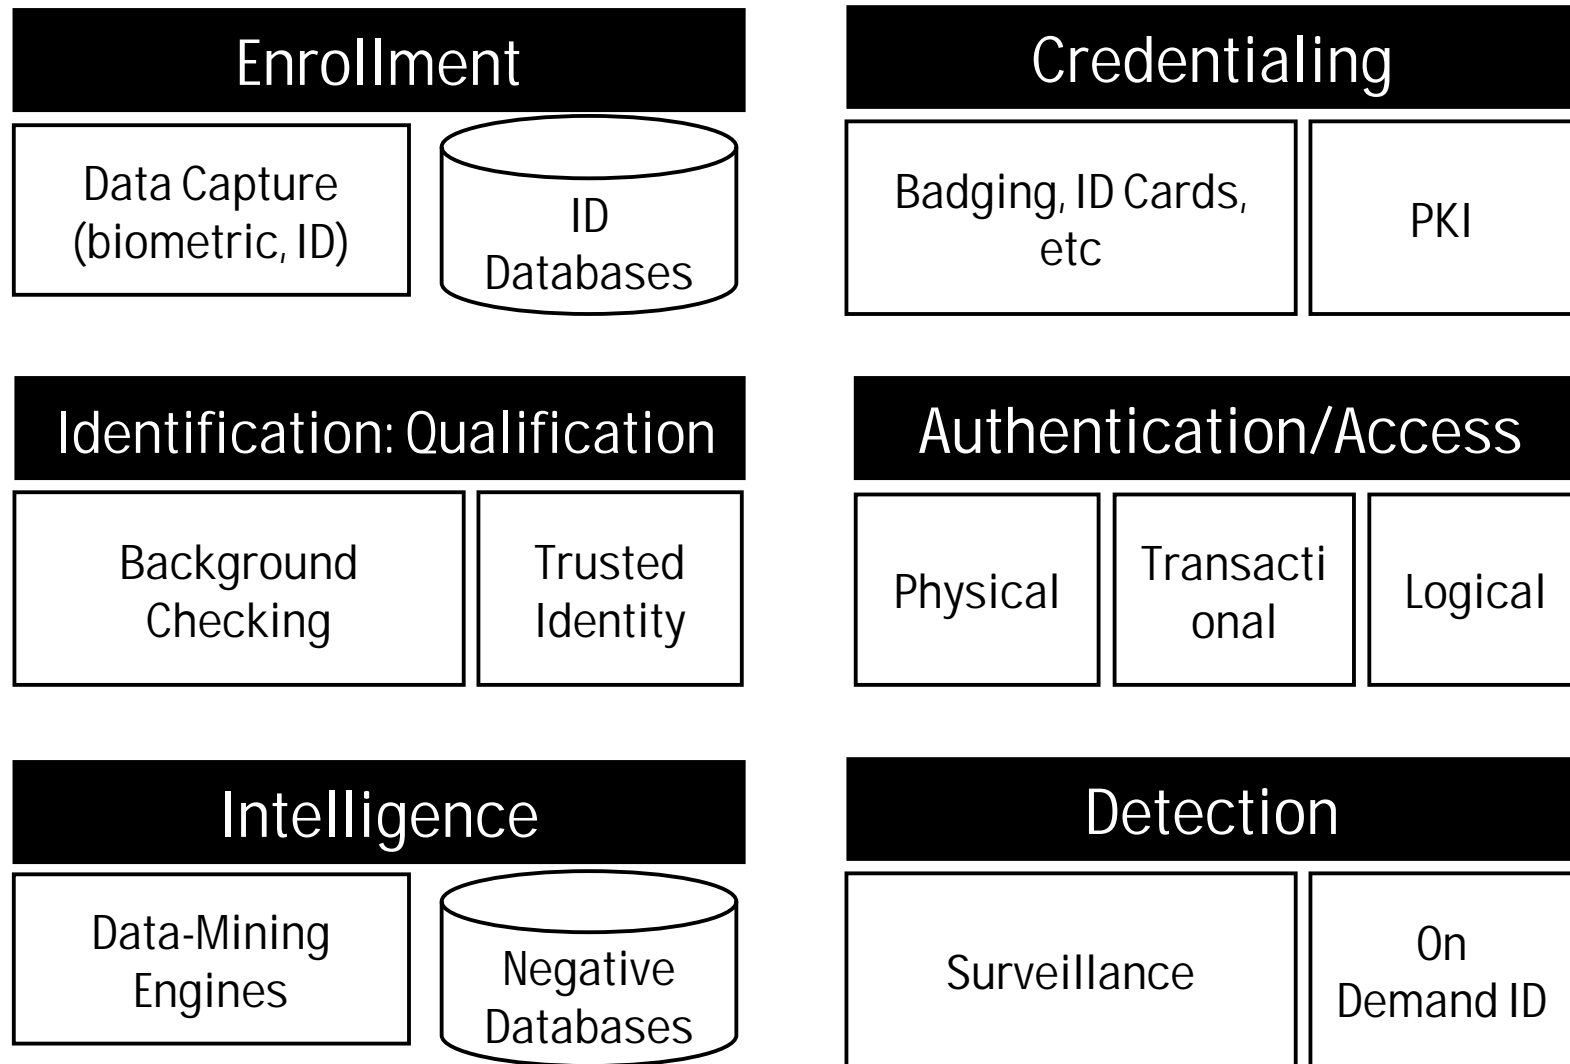 Enrollment
Data Capture
(biometric, ID)
ID
Databases
Credentialing
Badging, ID Cards,
etc
PKI
Identification: Qualification
Background
Checking
Trusted
Identity
Authentication/Access
Physical
Transacti
onal
Logical
Intelligence
Data-Mining
Engines
Negative
Databases
Detection
Surveillance
On
Demand ID